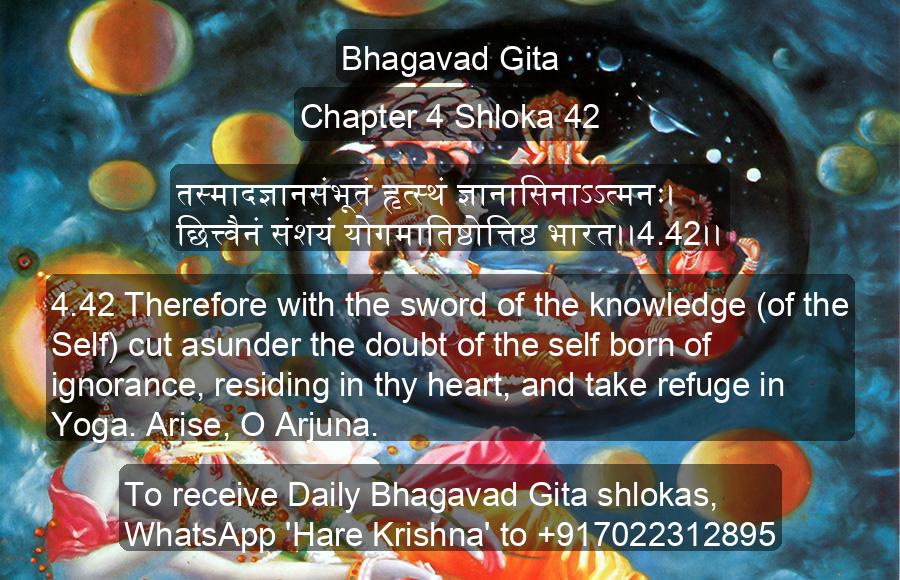 Bhagavad Gita
Chapter 4 Shloka 42
तस्मादज्ञानसंभूतं हृत्स्थं ज्ञानासिनाऽऽत्मनः।
छित्त्वैनं संशयं योगमातिष्ठोत्तिष्ठ भारत।।4.42।।
4.42 Therefore with the sword of the knowledge (of the
Self) cut asunder the doubt of the self born of
ignorance, residing in thy heart, and take refuge in
Yoga. Arise, O Arjuna.
To receive Daily Bhagavad Gita shlokas,
WhatsApp 'Hare Krishna' to +917022312895